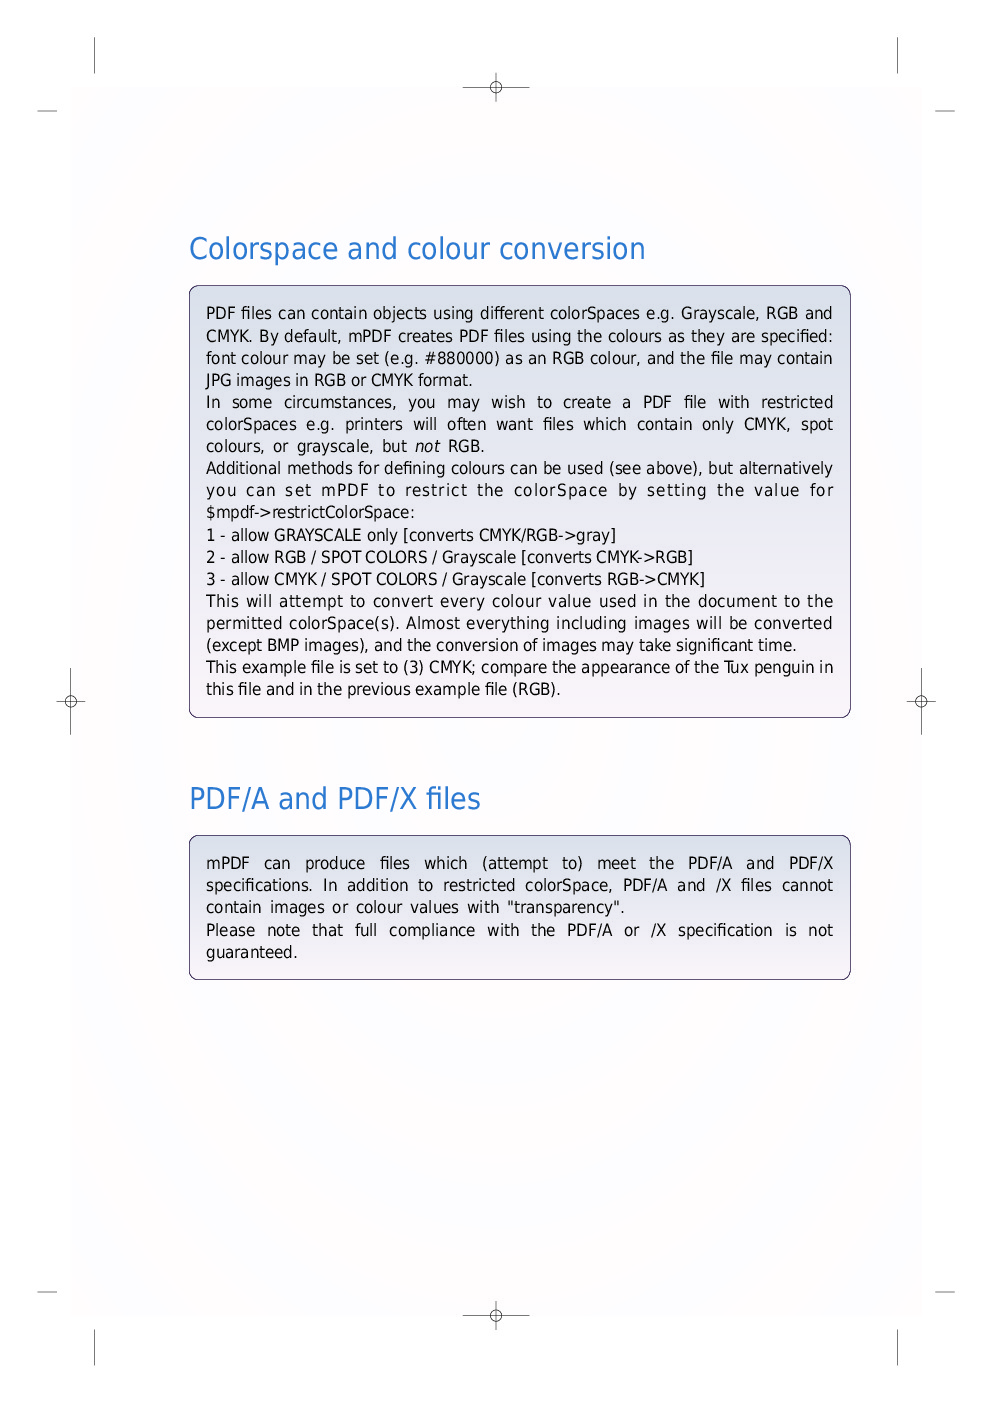 Colorspace and colour conversion
PDF files can contain objects using different colorSpaces e.g. Grayscale, RGB and
CMYK. By default, mPDF creates PDF files using the colours as they are specified:
font colour may be set (e.g. #880000) as an RGB colour, and the file may contain
JPG images in RGB or CMYK format.
In some circumstances, you may wish to create a PDF file with restricted
colorSpaces e.g. printers will often want files which contain only CMYK, spot
colours, or grayscale, but not RGB.
Additional methods for defining colours can be used (see above), but alternatively
you can set mPDF to restrict the colorSpace by setting the value for
$mpdf->restrictColorSpace:
1 - allow GRAYSCALE only [converts CMYK/RGB->gray]
2 - allow RGB / SPOT COLORS / Grayscale [converts CMYK->RGB]
3 - allow CMYK / SPOT COLORS / Grayscale [converts RGB->CMYK]
This will attempt to convert every colour value used in the document to the
permitted colorSpace(s). Almost everything including images will be converted
(except BMP images), and the conversion of images may take significant time.
This example file is set to (3) CMYK; compare the appearance of the Tux penguin in
this file and in the previous example file (RGB).
PDF/A and PDF/X files
mPDF can produce files which (attempt to) meet the PDF/A and PDF/X
specifications. In addition to restricted colorSpace, PDF/A and /X files cannot
contain images or colour values with "transparency".
Please note that full compliance with the PDF/A or /X specification is not
guaranteed.